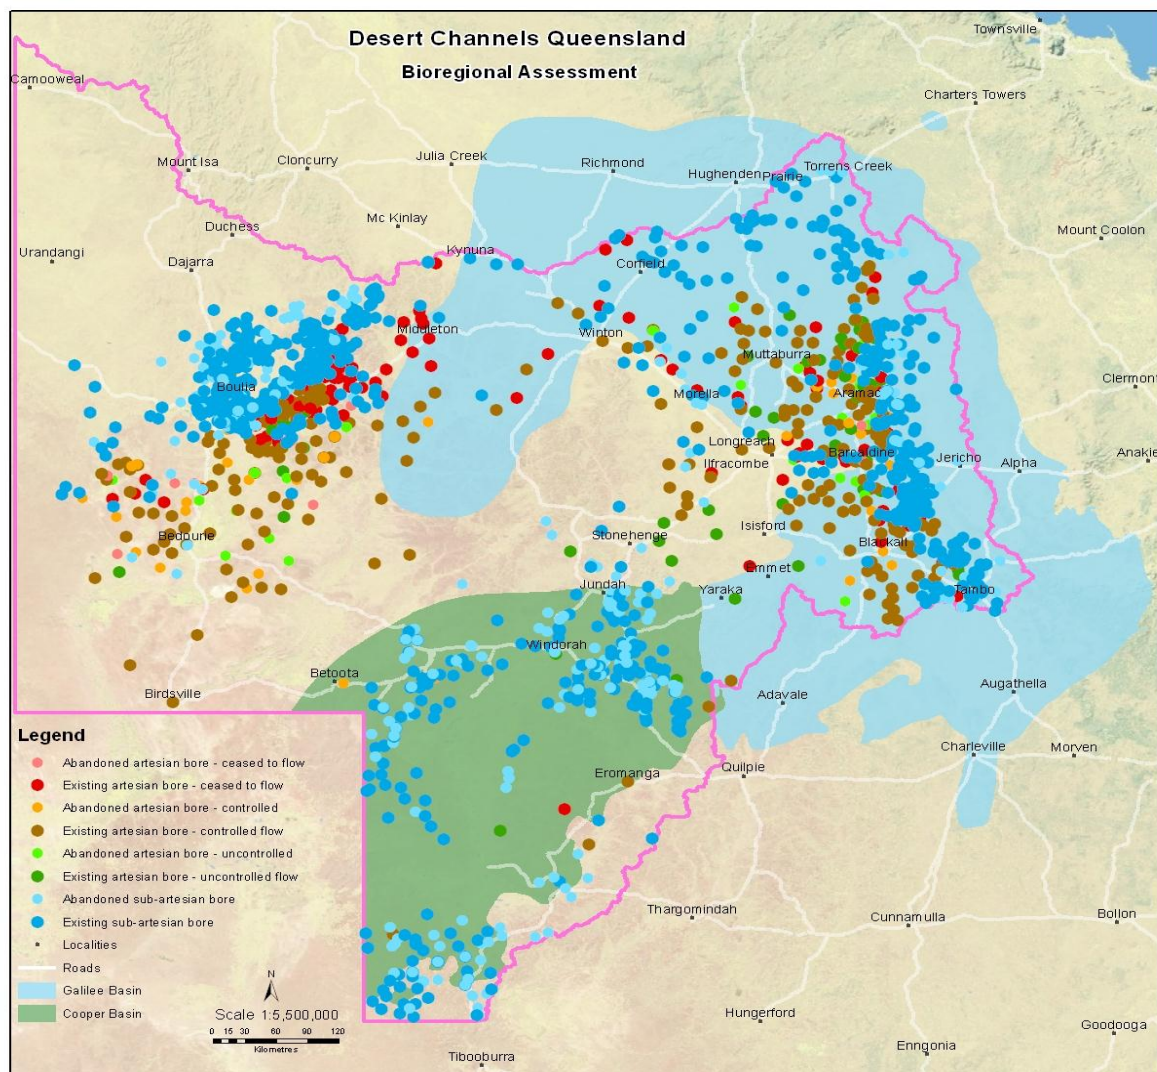 Desert Channels Queensland
Bioregional Assessment
Townsville
Camooweal
Charters Towers
Mount Isa
Cloncurry
Julia Creek
Richmond
Hughenden
Prairie
Torrens Creek
Mc Kinlay
Duchess
Mount Coolon
Urandangi
Dajarra
Kynuna
Corfield
Middleton
Winton
Muttaburra
Clermont
Boulia
Morella
Aramac
Longreach
Ilfracombe
Barcaldine
Jericho
Alpha
Anakie
Isisford
Bedourie
Stonehenge
Blackall
Emmet
Jundah
Yaraka
Tambo
Windorah
Betoota
Birdsville
Adavale
Augathella
Charleville
Morven
Eromanga
Quilpie
Legend
Abandoned artesian bore - ceased to flow
Existing artesian bore - ceased to flow
Abandoned artesian bore - controlled
Existing artesian bore - controlled flow
Abandoned artesian bore - uncontrolled
Existing artesian bore - uncontrolled flow
Abandoned sub-artesian bore
Existing sub-artesian bore
Localities
Roads
Galilee Basin
Cooper Basin
N
Scale 1:5,500,000
0 15 30 60 90 120
Kilometres
Thargomindah
Cunnamulla
Bollon
Hungerford
Goodooga
Enngonia
Tibooburra